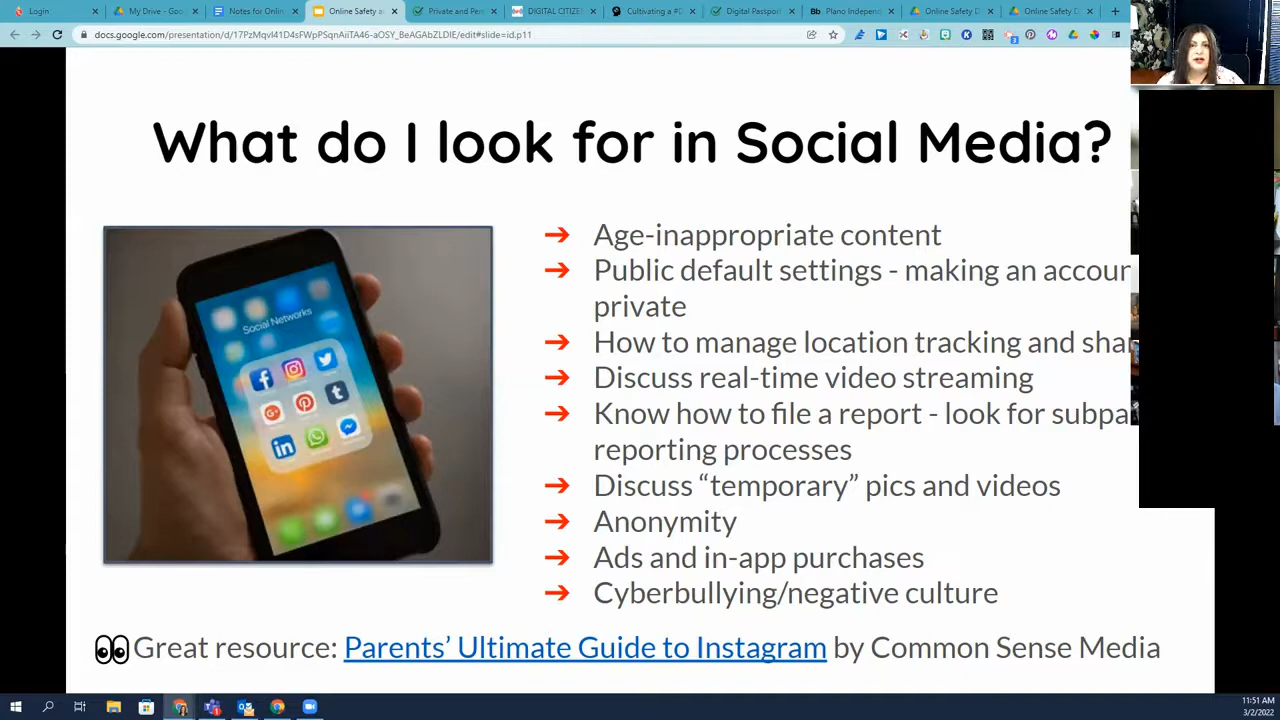 Login
My Drive - Goo
Notes for Onlin
Online Safety a
Private and Per
DIGITAL CITIZE
Cultivating a #D
Digital Passport
Plano Independ
Online Safety D
Online Safety D
docs.google.com/presentation/d/17PzMqvl41D4sFWpPSqnAiiTA46-aOSY_BeAGAbZLDIE/edit#slide=id.p11
What do I look for in Social Media?
Social Networks
➔ Age-inappropriate content
➔ Public default settings - making an accoun
private
➔ How to manage location tracking and sha
➔ Discuss real-time video streaming
➔ Know how to file a report - look for subpa
reporting processes
➔ Discuss “temporary” pics and videos
➔ Anonymity
➔ Ads and in-app purchases
➔ Cyberbullying/negative culture
👀Great resource: Parents’ Ultimate Guide to Instagram by Common Sense Media
11:51 AM
3/2/2022